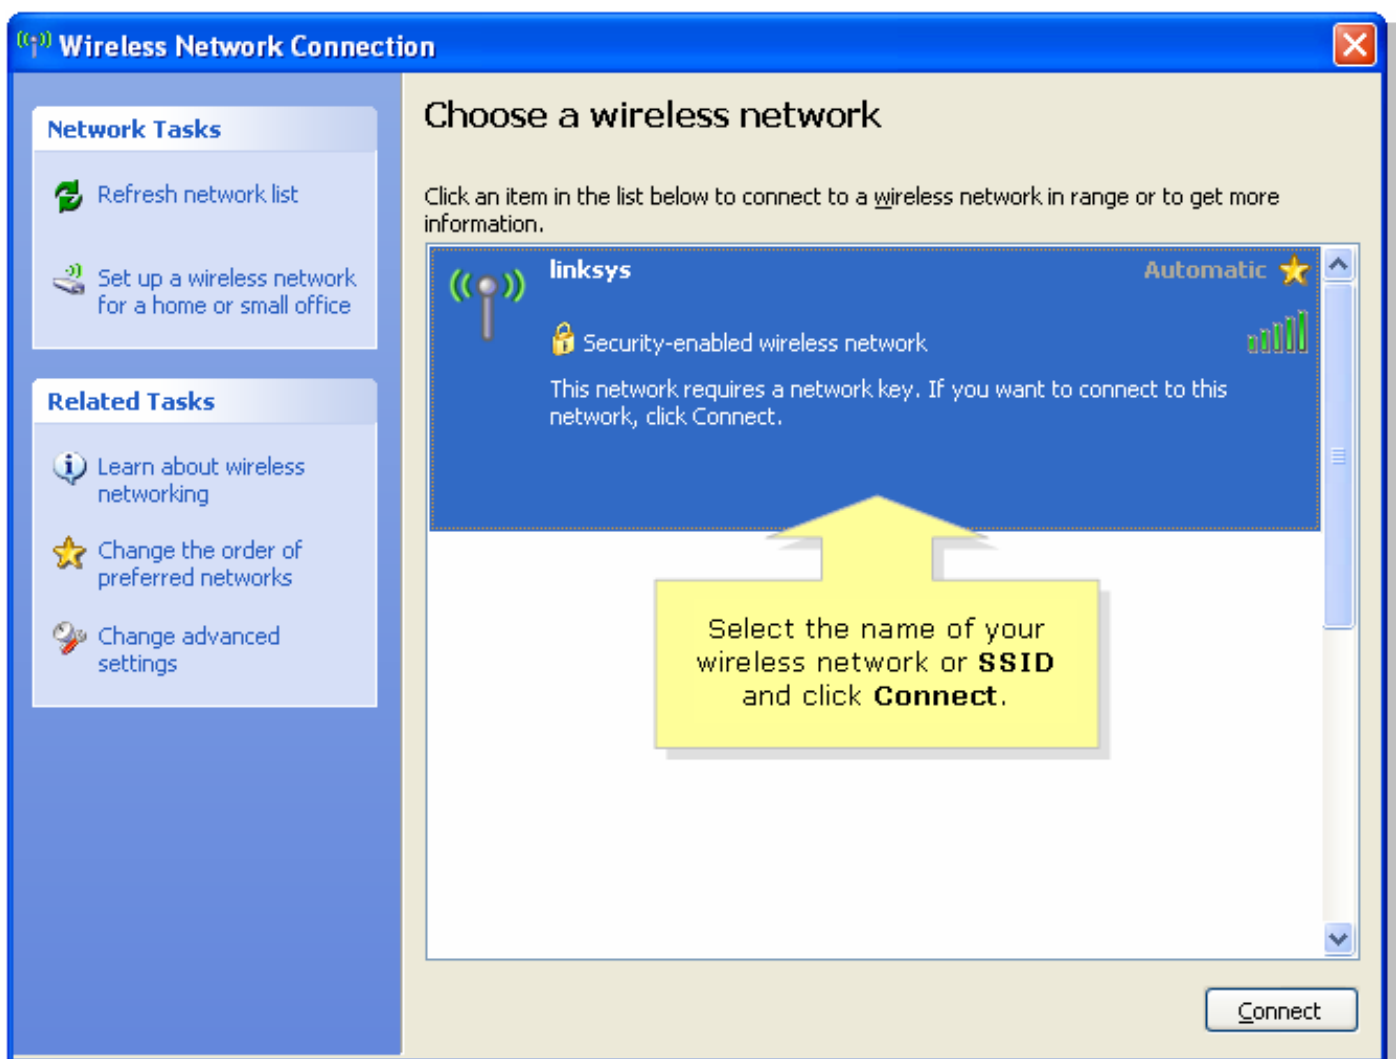 Wireless Network Connection
Network Tasks
Refresh network list
Set up a wireless network
for a home or small office
Related Tasks
Learn about wireless
networking
Change the order of
preferred networks
Change advanced
settings
Choose a wireless network
Click an item in the list below to connect to a wireless network in range or to get more
information.
linksys
Automatic
Security-enabled wireless network
This network requires a network key. If you want to connect to this
network, click Connect.
Select the name of your
wireless network or SSID
and click Connect.
Connect